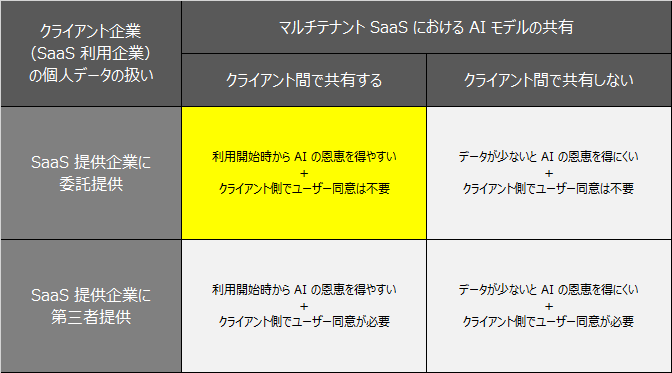 クライアント企業
（SaaS 利用企業）
の個人データの扱い
マルチテナント SaaS における AI モデルの共有
クライアント間で共有する
クライアント間で共有しない
SaaS 提供企業に
委託提供
利用開始時から AI の恩恵を得やすい
+
クライアント側でユーザー同意は不要
データが少ないと AI の恩恵を得にくい
+
クライアント側でユーザー同意は不要
SaaS 提供企業に
第三者提供
利用開始時から AI の恩恵を得やすい
+
クライアント側でユーザー同意が必要
データが少ないと AI の恩恵を得にくい
+
クライアント側でユーザー同意が必要